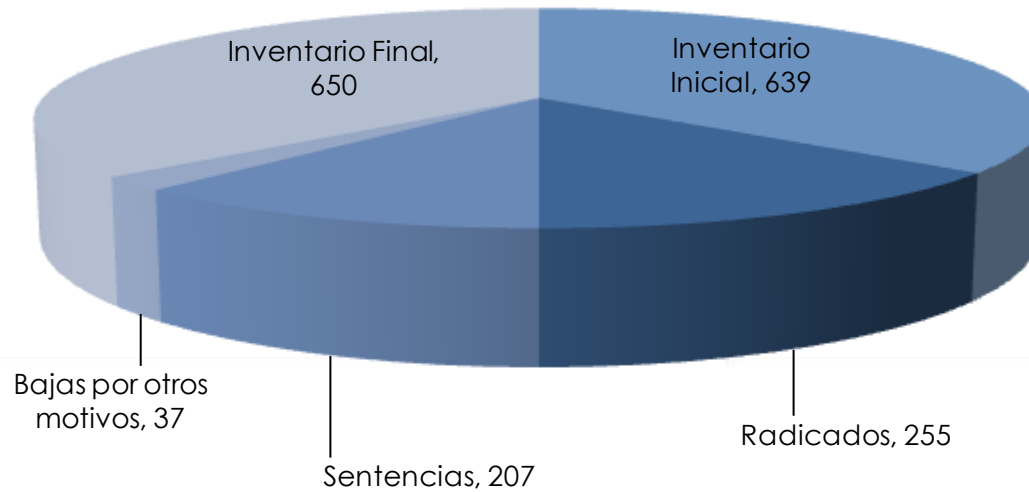 Inventario Final,
650
Inventario
Inicial, 639
Bajas por otros
motivos, 37
Sentencias, 207
Radicados, 255